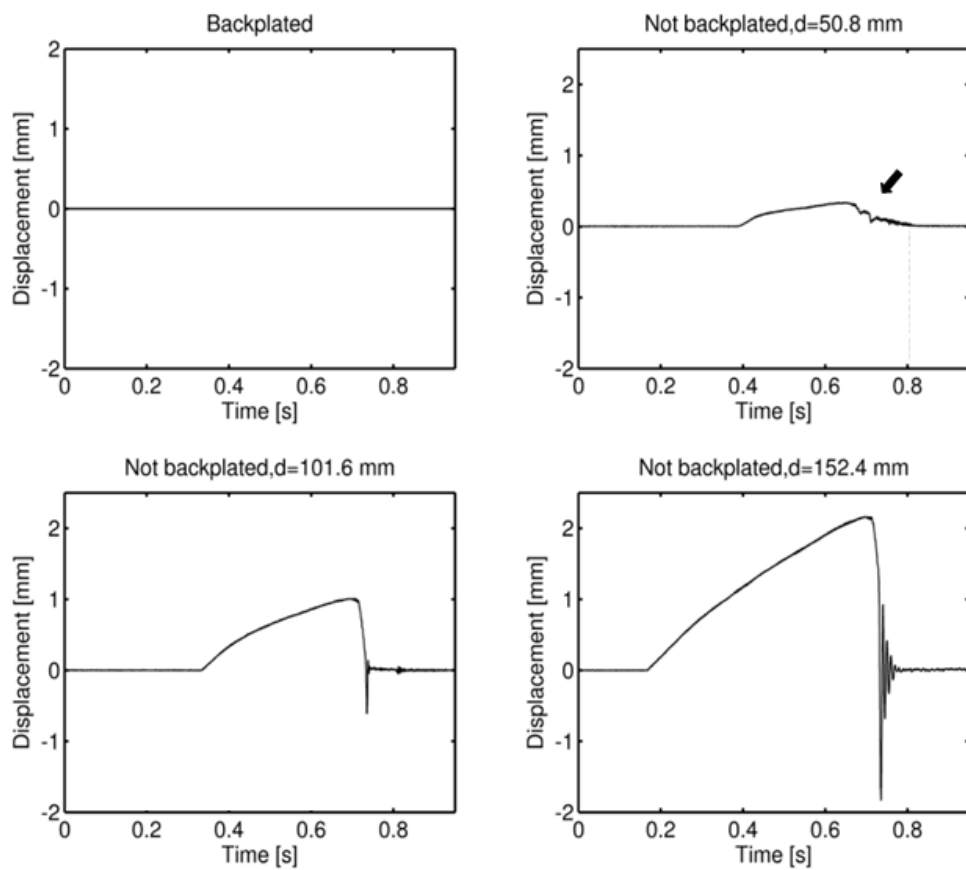 Backplated
2
1
0
-1
-2
Displacement [mm]
0 0.2 0.4 0.6 0.8
Time [s]
Not backplated,d=50.8 mm
2
1
0
-1
-2
Displacement [mm]
0 0.2 0.4 0.6 0.8
Time [s]
Not backplated,d=101.6 mm
2
1
0
-1
-2
Displacement [mm]
0 0.2 0.4 0.6 0.8
Time [s]
Not backplated,d=152.4 mm
2
1
0
-1
-2
Displacement [mm]
0 0.2 0.4 0.6 0.8
Time [s]